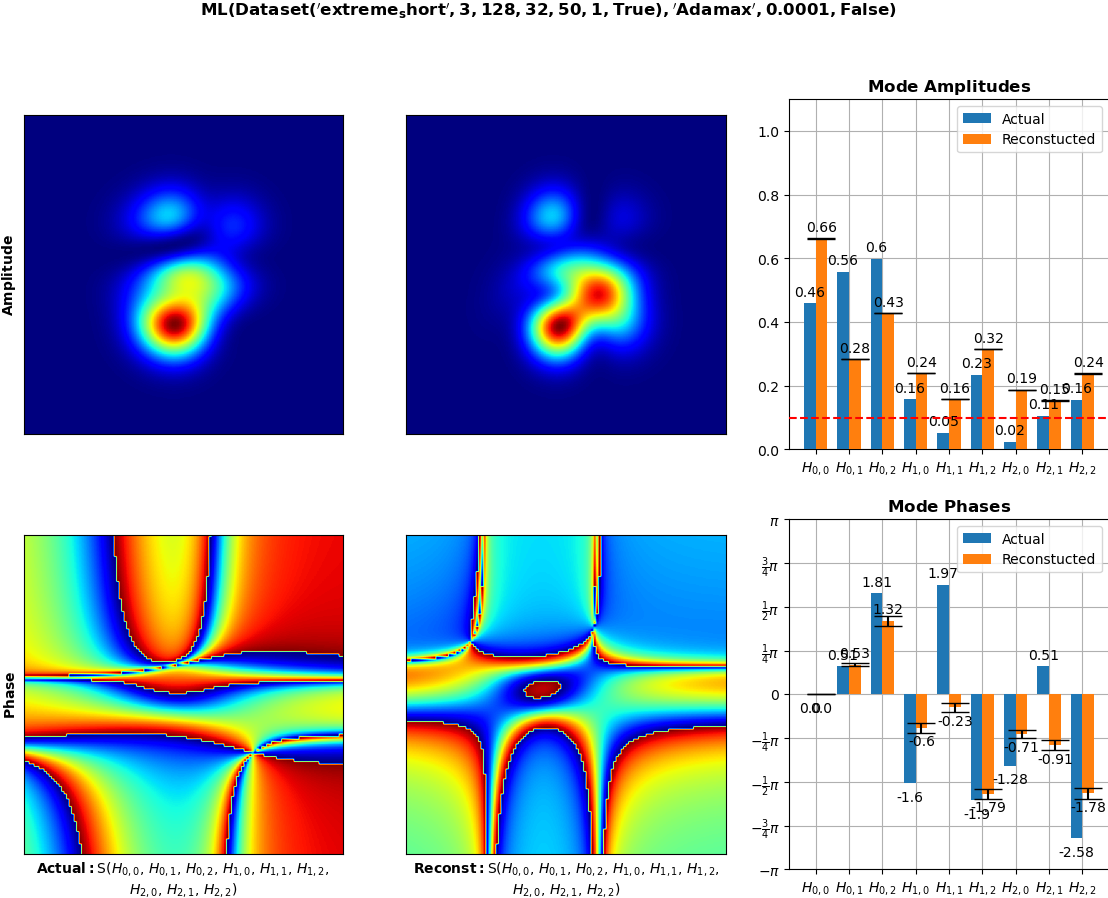 ML(Dataset('extreme_short', 3, 128, 32, 50, 1, True), 'Adamax', 0.0001, False)
Amplitude
Mode Amplitudes
Actual
Reconstucted
1.0
0.8
0.6
0.4
0.2
0.0
0.46
0.66
0.56
0.28
0.6
0.43
0.16
0.24
0.05
0.16
0.23
0.32
0.02
0.19
0.11
0.15
0.16
0.24
H0,0 H0,1 H0,2 H1,0 H1,1 H1,2 H2,0 H2,1 H2,2
Phase
Actual: S(H0,0, H0,1, H0,2, H1,0, H1,1, H1,2,
H2,0, H2,1, H2,2)
Reconst: S(H0,0, H0,1, H0,2, H1,0, H1,1, H1,2,
H2,0, H2,1, H2,2)
Mode Phases
Actual
Reconstucted
π
3/4π
1/2π
1/4π
0
−1/4π
−1/2π
−3/4π
−π
0.0
0.0
0.53
1.81
1.32
-1.6
-0.6
1.97
-0.23
-1.9
-1.79
-1.28
-0.71
0.51
-0.91
-2.58
-1.78
H0,0 H0,1 H0,2 H1,0 H1,1 H1,2 H2,0 H2,1 H2,2